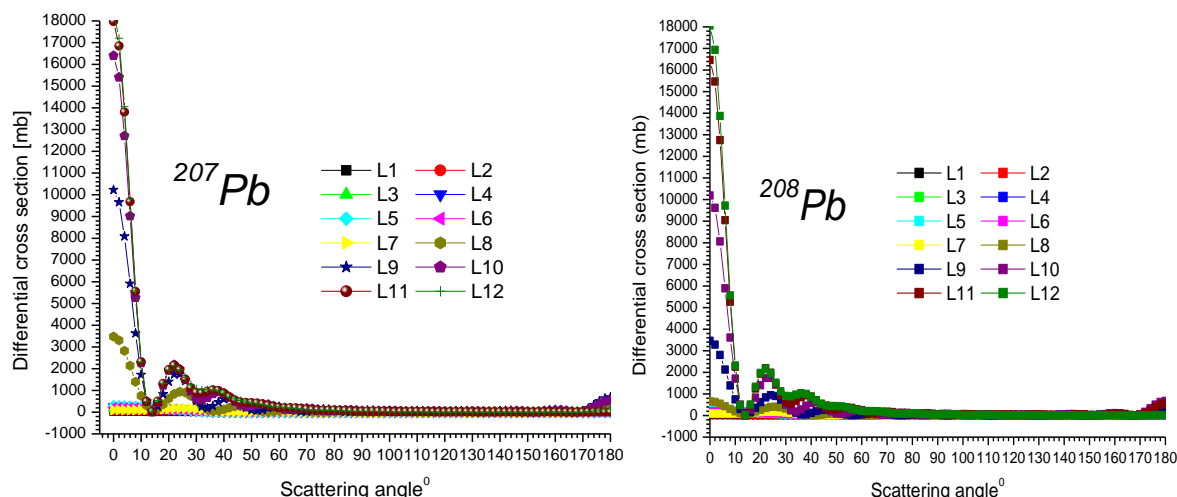 Differential cross section [mb]
18000
17000
16000
15000
14000
13000
12000
11000
10000
9000
8000
7000
6000
5000
4000
3000
2000
1000
0
-1000
207Pb
L1 L2
L3 L4
L5 L6
L7 L8
L9 L10
L11 L12
0 10 20 30 40 50 60 70 80 90 100 110 120 130 140 150 160 170 180
Scattering angle0
Differential cross section (mb)
18000
17000
16000
15000
14000
13000
12000
11000
10000
9000
8000
7000
6000
5000
4000
3000
2000
1000
0
-1000
208Pb
L1 L2
L3 L4
L5 L6
L7 L8
L9 L10
L11 L12
0 10 20 30 40 50 60 70 80 90 100 110 120 130 140 150 160 170 180
Scattering angle0